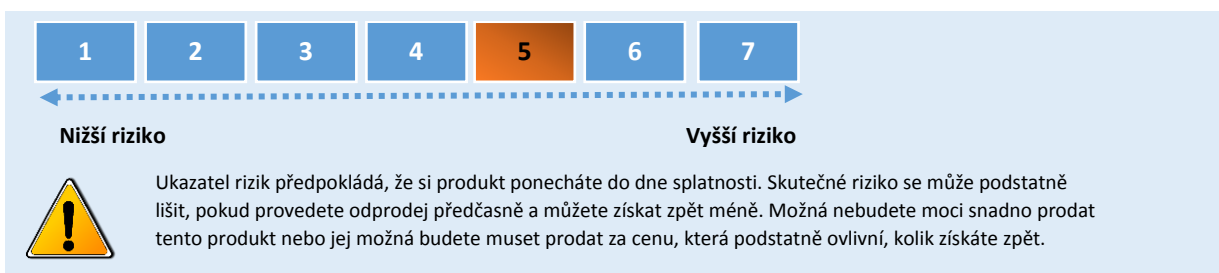 1 2 3 4 5 6 7
Nižší riziko Vyšší riziko
Ukazatel rizik předpokládá, že si produkt ponecháte do dne splatnosti. Skutečné riziko se může podstatně
lišit, pokud provedete odprodej předčasně a můžete získat zpět méně. Možná nebudete moci snadno prodat
tento produkt nebo jej možná budete muset prodat za cenu, která podstatně ovlivní, kolik získáte zpět.